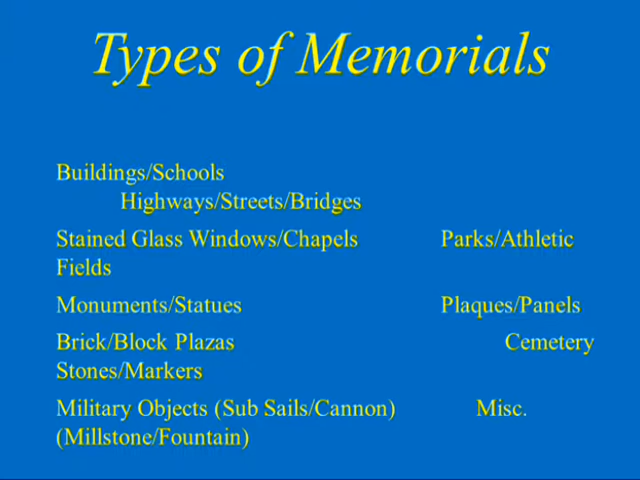 Types of Memorials
Buildings/Schools
Highways/Streets/Bridges
Stained Glass Windows/Chapels Parks/Athletic
Fields
Monuments/Statues Plaques/Panels
Brick/Block Plazas Cemetery
Stones/Markers
Military Objects (Sub Sails/Cannon) Misc.
(Millstone/Fountain)